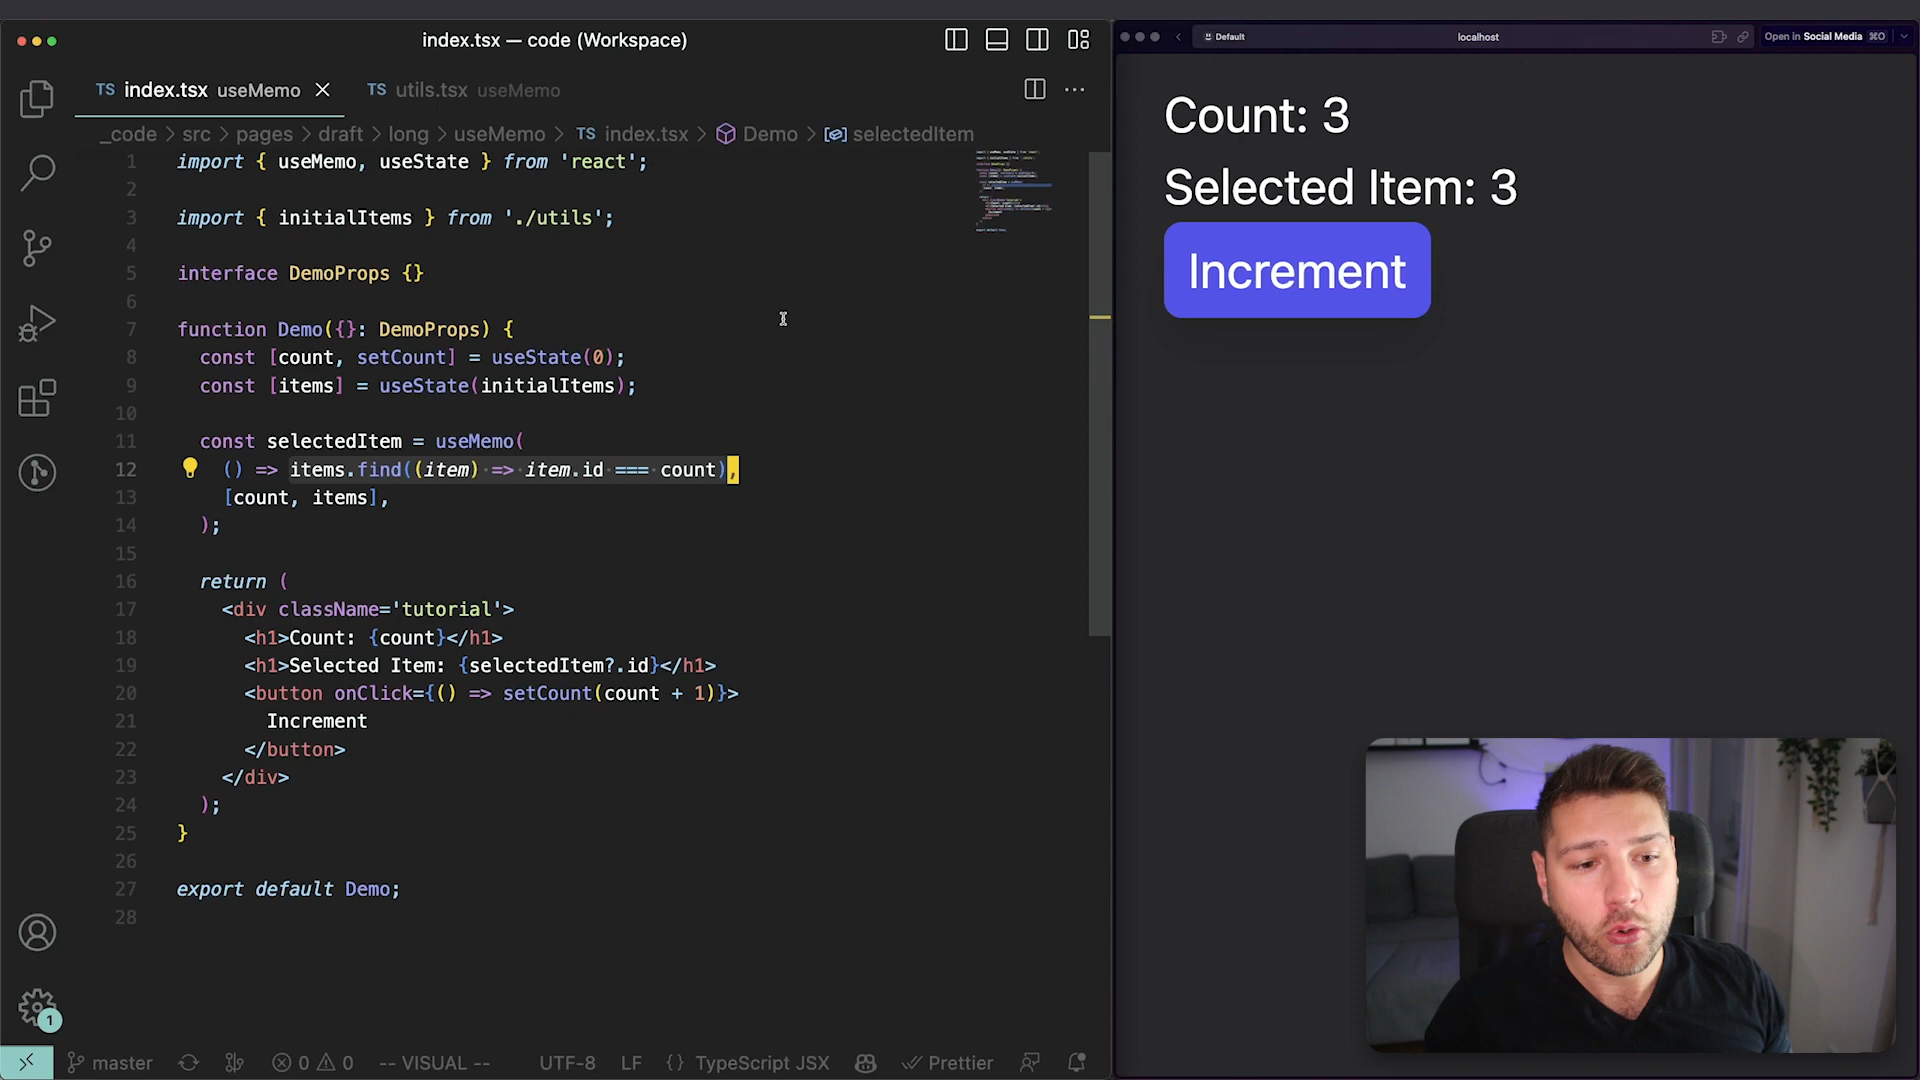 index.tsx — code (Workspace)
TS index.tsx useMemo
TS utils.tsx useMemo
_code > src > pages > draft > long > useMemo > TS index.tsx > Demo > selectedItem
1 import { useMemo, useState } from 'react';
2
3 import { initialItems } from './utils';
4
5 interface DemoProps {}
6
7 function Demo({}: DemoProps) {
8 const [count, setCount] = useState(0);
9 const [items] = useState(initialItems);
10
11 const selectedItem = useMemo(
12 () => items.find((item) => item.id === count),
13 [count, items],
14 );
15
16 return (
17 <div className='tutorial'>
18 <h1>Count: {count}</h1>
19 <h1>Selected Item: {selectedItem?.id}</h1>
20 <button onClick={() => setCount(count + 1)}>
21 Increment
22 </button>
23 </div>
24 );
25 }
26
27 export default Demo;
28
1
master
0 0
-- VISUAL --
UTF-8
LF
{} TypeScript JSX
Prettier
Default
localhost
Open in Social Media ⌘O
Count: 3
Selected Item: 3
Increment